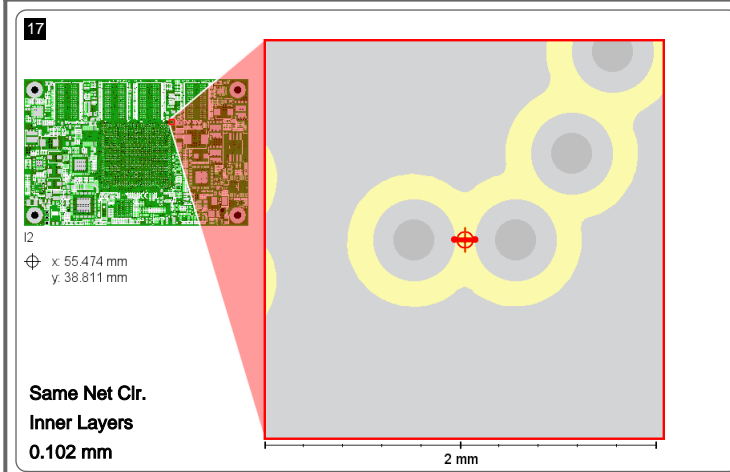 17
I2
x: 55.474 mm
y: 38.811 mm
Same Net Clr.
Inner Layers
0.102 mm
2 mm